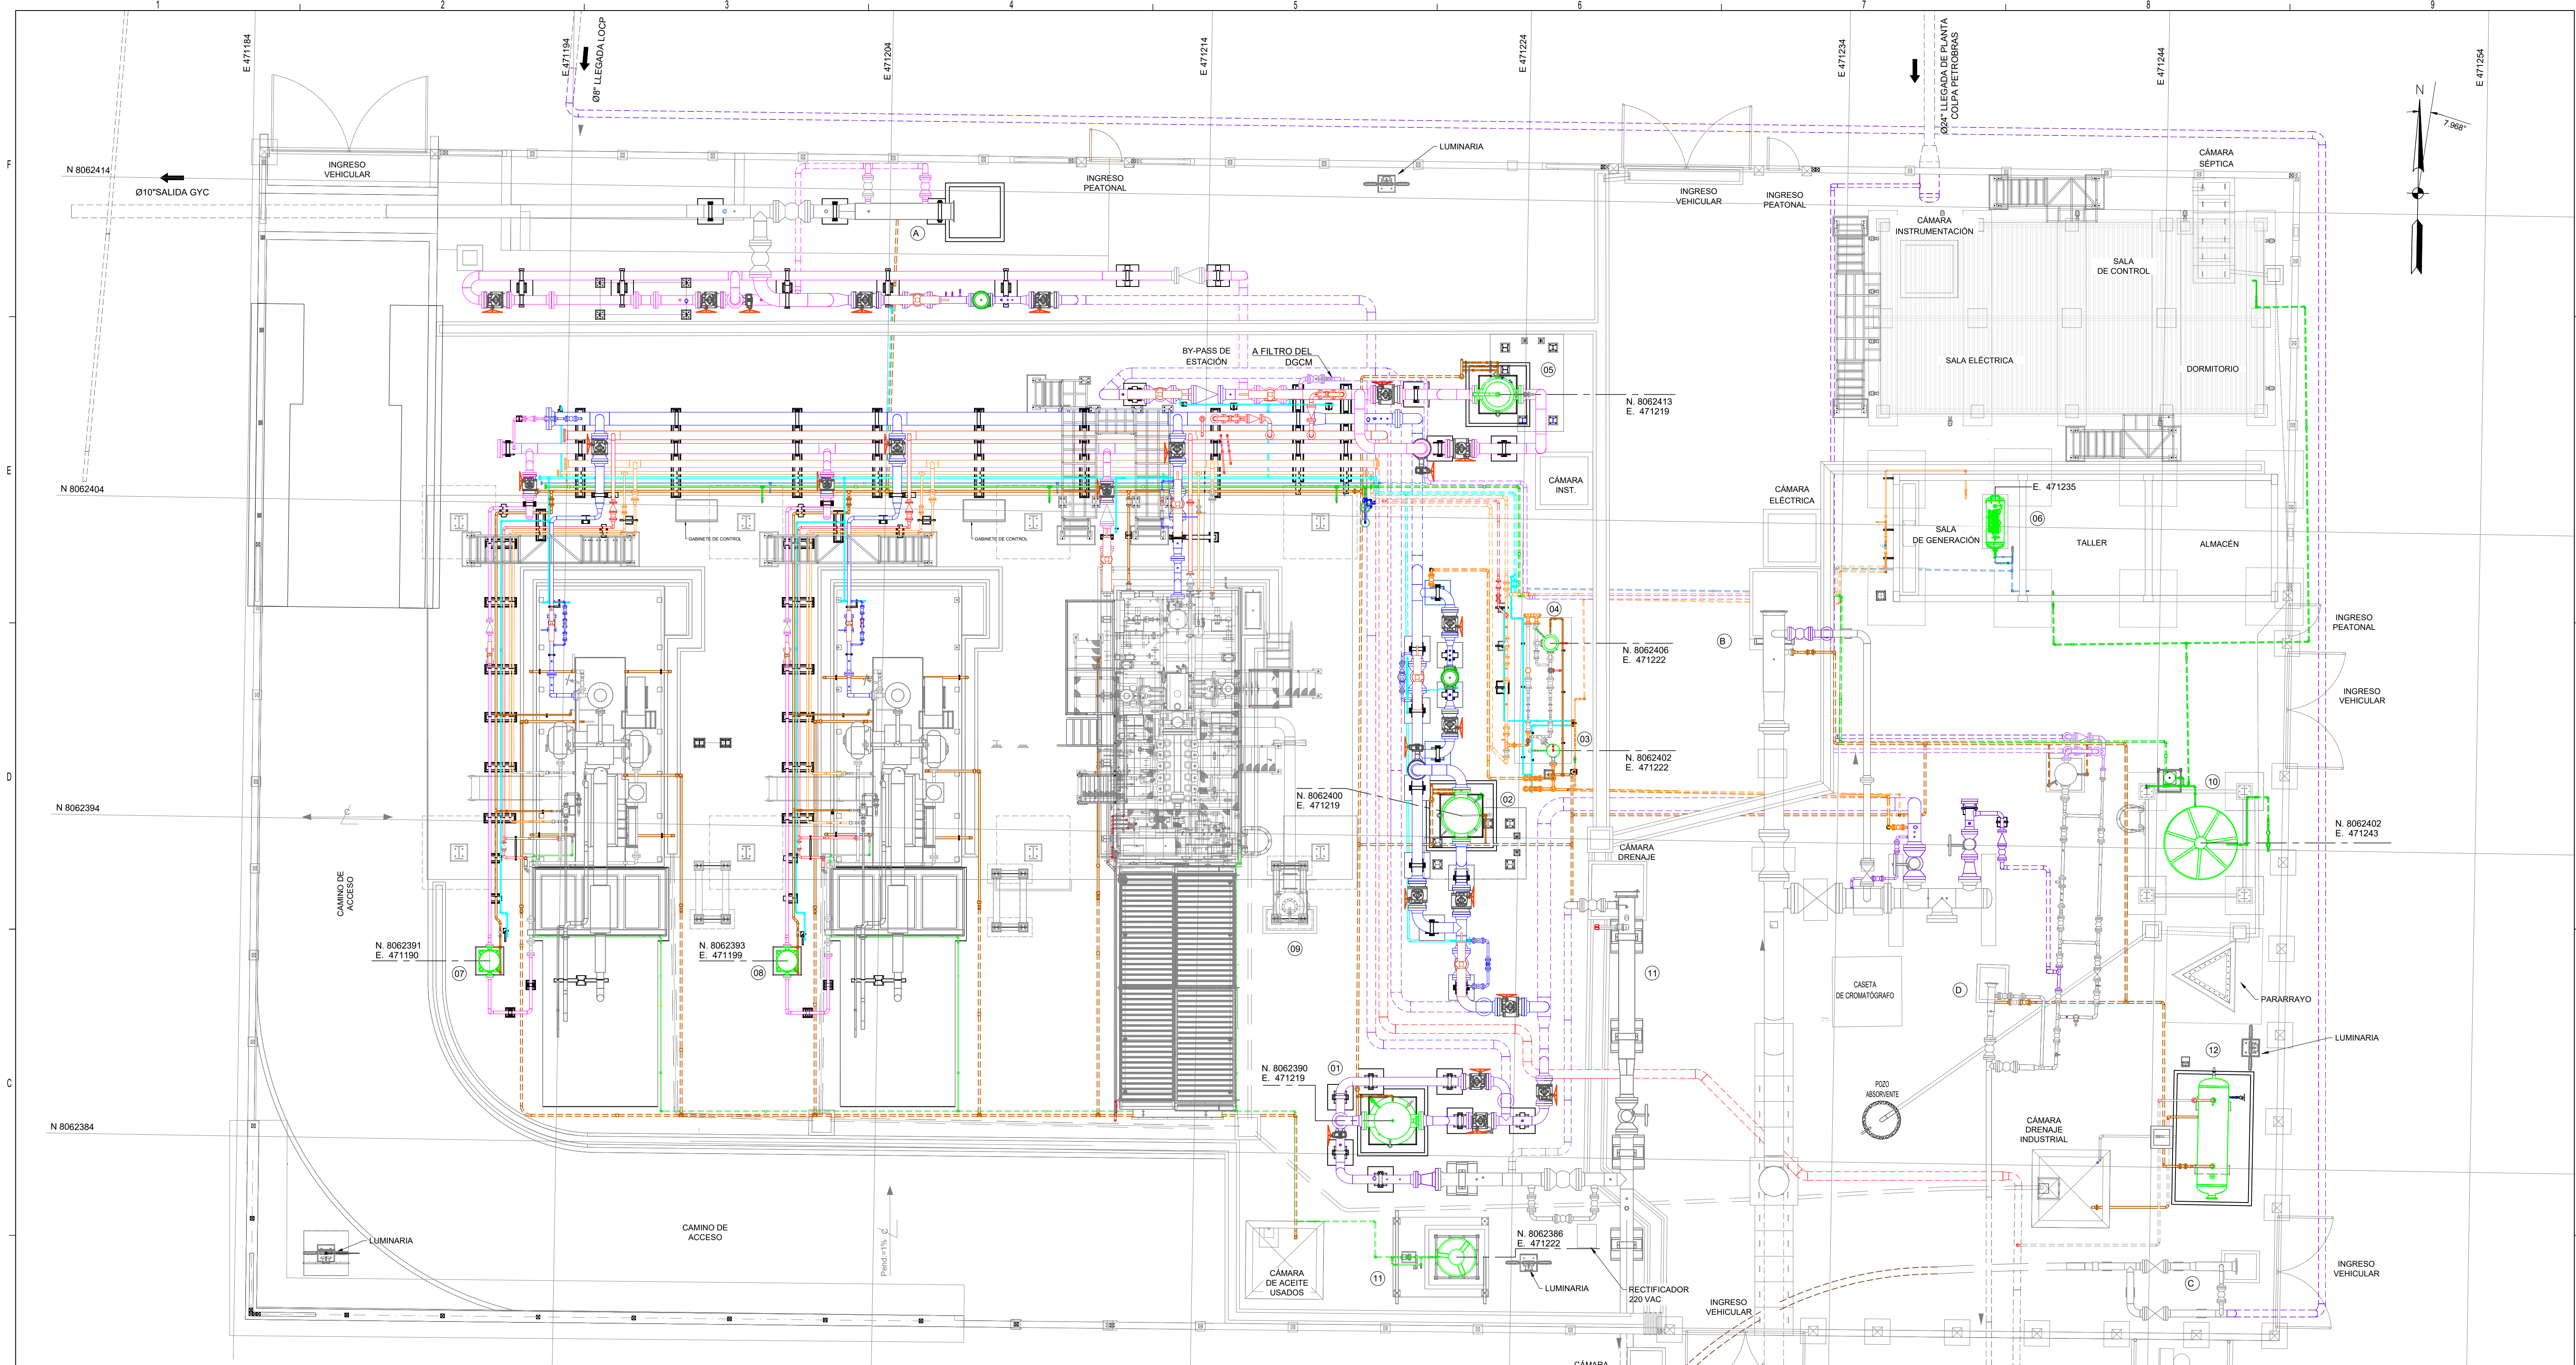 1
2
3
4
5
6
7
8
9
F
E
D
C
E 471184
E 471194
E 471204
E 471214
E 471224
E 471234
E 471244
E 471254
Ø8" LLEGADA LOCP
Ø24" LLEGADA DE PLANTA
COLPA PETROBRAS
N
7.968°
N 8062414
Ø10"SALIDA GYC
INGRESO
VEHICULAR
INGRESO
PEATONAL
LUMINARIA
INGRESO
VEHICULAR
INGRESO
PEATONAL
CÁMARA
SÉPTICA
CÁMARA
INSTRUMENTACIÓN
SALA
DE CONTROL
A
BY-PASS DE
ESTACIÓN
A FILTRO DEL
DGCM
05
N. 8062413
E. 471219
SALA ELÉCTRICA
DORMITORIO
N 8062404
CÁMARA
INST.
CÁMARA
ELÉCTRICA
E. 471235
06
SALA
DE GENERACIÓN
TALLER
ALMACÉN
GABINETE DE CONTROL
GABINETE DE CONTROL
04
B
N. 8062406
E. 471222
INGRESO
PEATONAL
INGRESO
VEHICULAR
03
N. 8062402
E. 471222
N 8062394
N. 8062400
E. 471219
02
10
N. 8062402
E. 471243
CÁMARA
DRENAJE
CAMINO DE
ACCESO
N. 8062391
E. 471190
07
N. 8062393
E. 471199
08
09
11
CASETA
DE CROMATÓGRAFO
D
PARARRAYO
LUMINARIA
12
N. 8062390
E. 471219
01
POZO
ABSORVENTE
CÁMARA
DRENAJE
INDUSTRIAL
N 8062384
CAMINO DE
ACCESO
Pend.=1%
LUMINARIA
CÁMARA
DE ACEITE
USADOS
11
N. 8062386
E. 471222
LUMINARIA
RECTIFICADOR
220 VAC
INGRESO
VEHICULAR
C
INGRESO
VEHICULAR
CÁMARA